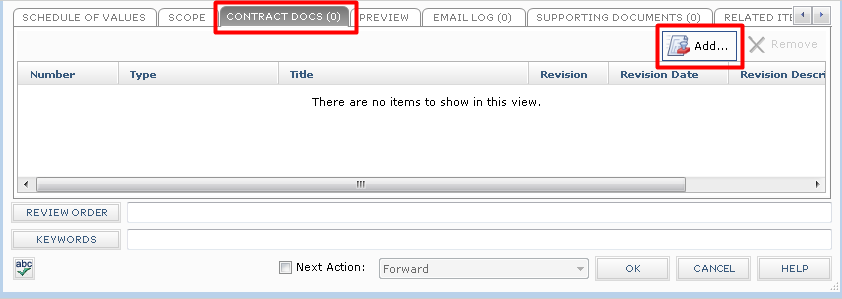 SCHEDULE OF VALUES SCOPE CONTRACT DOCS (0) PREVIEW EMAIL LOG (0) SUPPORTING DOCUMENTS (0) RELATED ITE
Add... Remove
Number Type Title Revision Revision Date Revision Descri
There are no items to show in this view.
REVIEW ORDER
KEYWORDS
abc Next Action: Forward OK CANCEL HELP